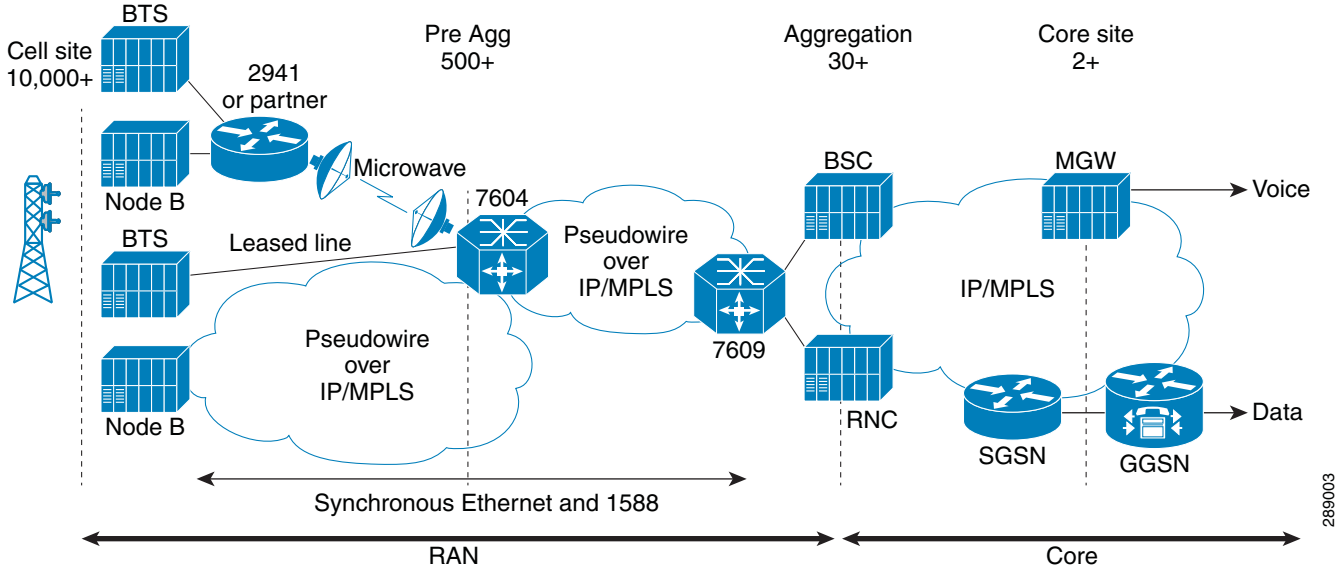 BTS
Cell site
10,000+
Pre Agg
500+
Aggregation
30+
Core site
2+
2941
or partner
Node B
Microwave
7604
BSC
MGW
Voice
BTS
Leased line
Pseudowire
over
IP/MPLS
IP/MPLS
Pseudowire
over
IP/MPLS
7609
Node B
RNC
SGSN
GGSN
Data
Synchronous Ethernet and 1588
RAN
Core
289003